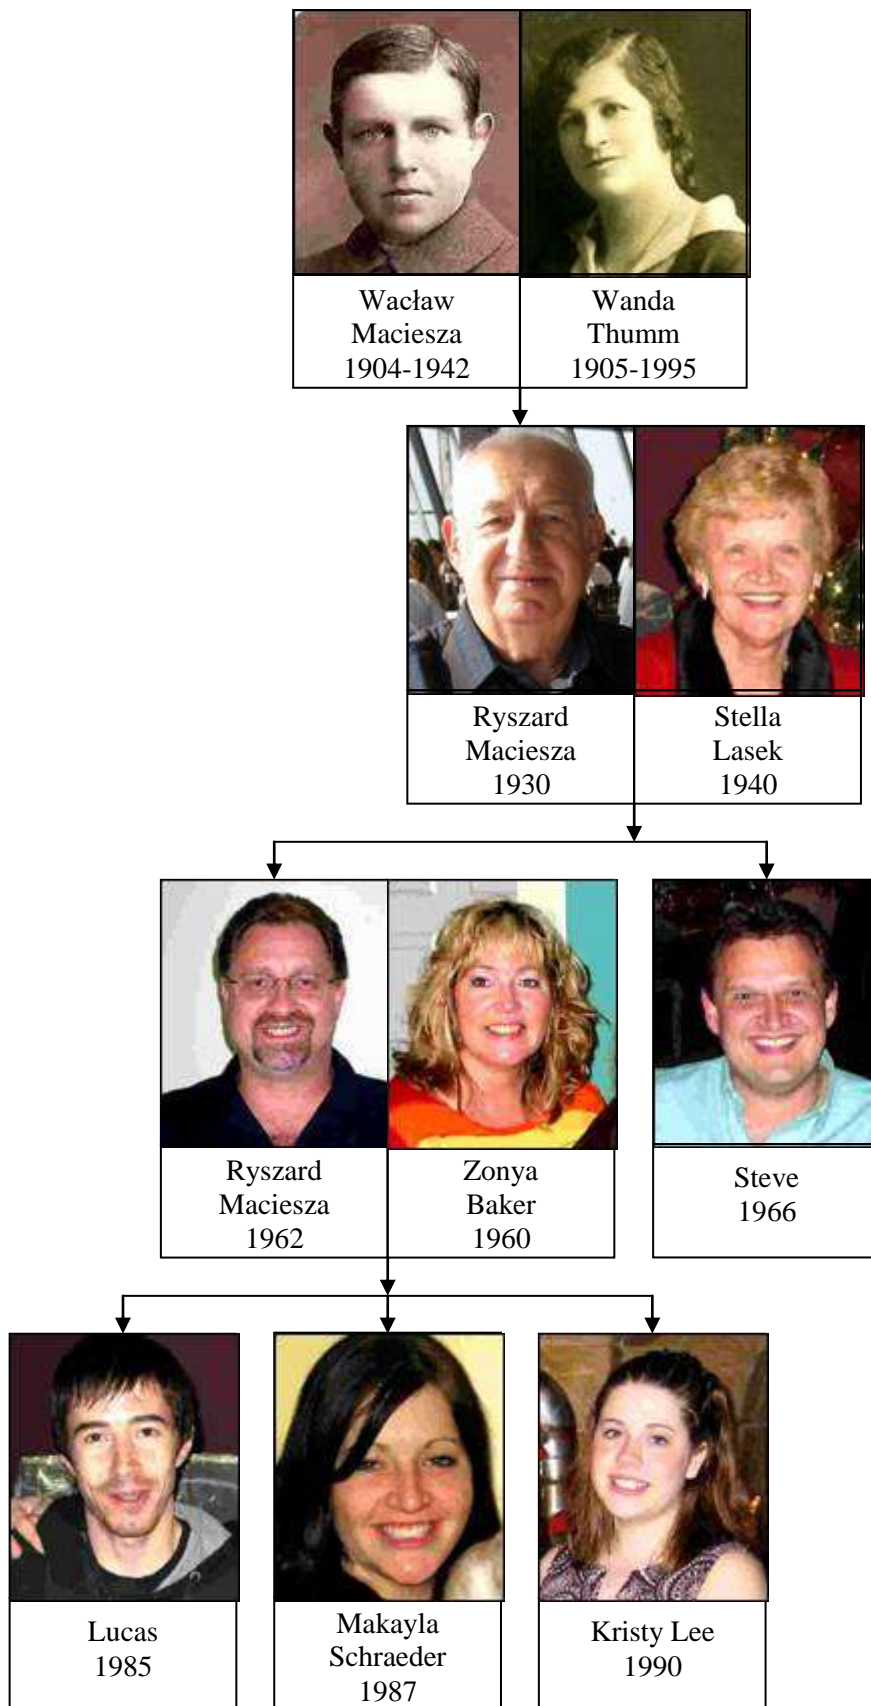 Wacław
Maciesza
1904-1942
Wanda
Thumm
1905-1995
Ryszard
Maciesza
1930
Stella
Lasek
1940
Ryszard
Maciesza
1962
Zonya
Baker
1960
Steve
1966
Lucas
1985
Makayla
Schraeder
1987
Kristy Lee
1990